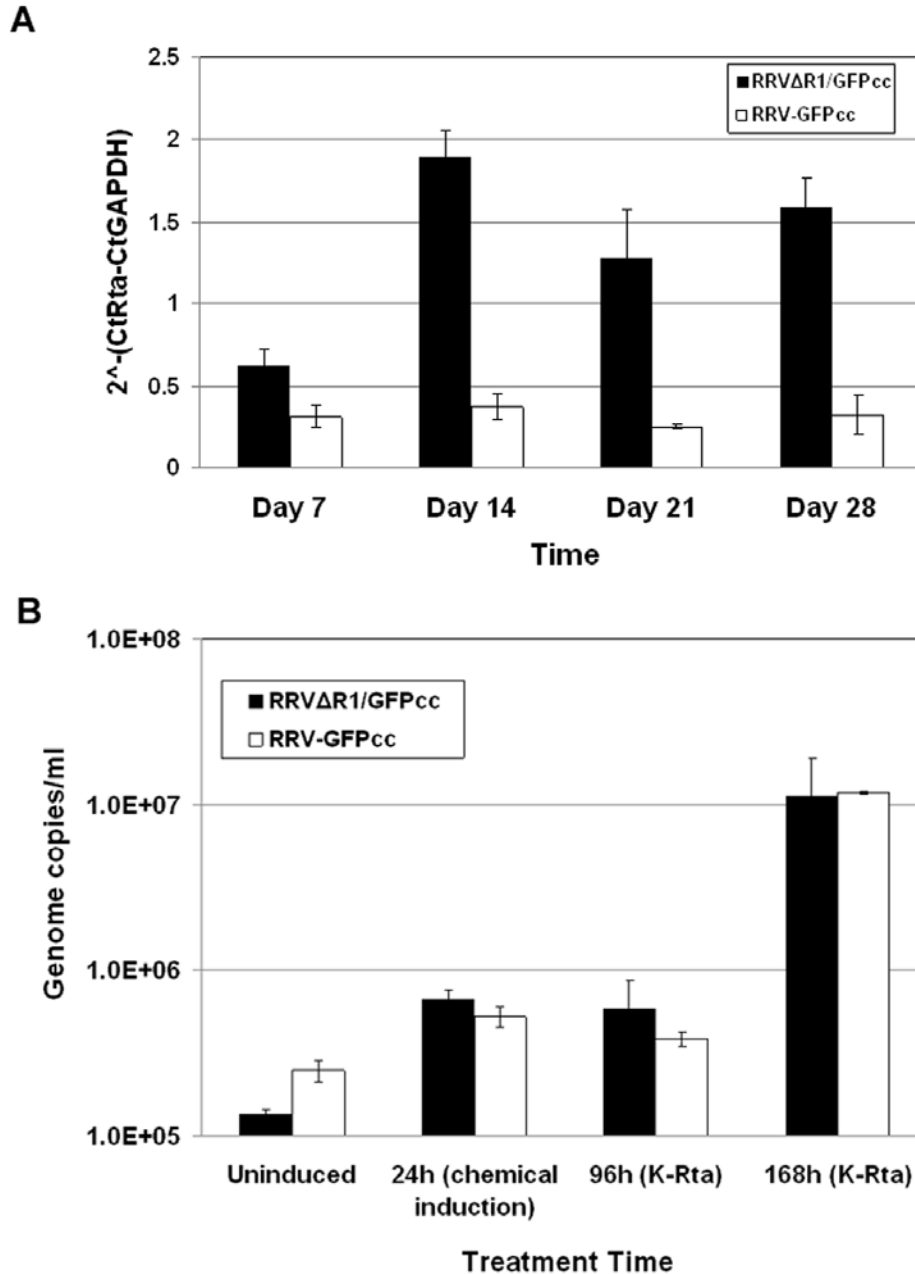 A
2.5
2
1.5
1
0.5
0
2^-(CtRta-CtGAPDH)
RRVΔR1/GFPcc
RRV-GFPcc
Day 7 Day 14 Day 21 Day 28
Time
B
1.0E+08
1.0E+07
1.0E+06
1.0E+05
Genome copies/ml
RRVΔR1/GFPcc
RRV-GFPcc
Uninduced 24h (chemical 96h (K-Rta) 168h (K-Rta)
induction)
Treatment Time